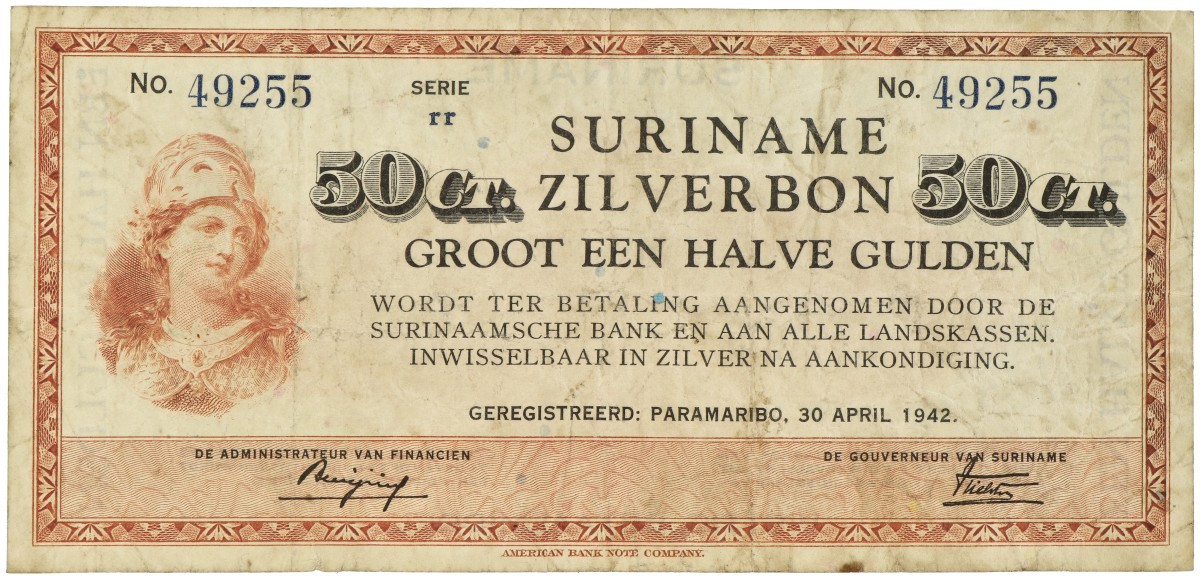 No. 49255 SERIE No. 49255
rr
SURINAME
50 CT. ZILVERBON 50 CT.
GROOT EEN HALVE GULDEN
WORDT TER BETALING AANGENOMEN DOOR DE
SURINAAMSCHE BANK EN AAN ALLE LANDSKASSEN.
INWISSELBAAR IN ZILVER NA AANKONDIGING.
GEREGISTREERD: PARAMARIBO, 30 APRIL 1942.
DE ADMINISTRATEUR VAN FINANCIEN DE GOUVERNEUR VAN SURINAME
AMERICAN BANK NOTE COMPANY.